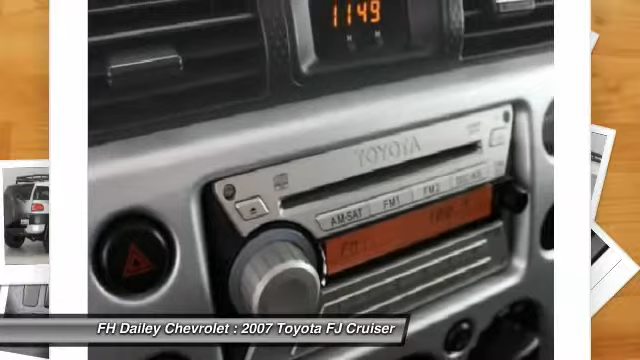 1149
TOYOTA
AM·SAT FM1 FM2
FH Dailey Chevrolet : 2007 Toyota FJ Cruiser